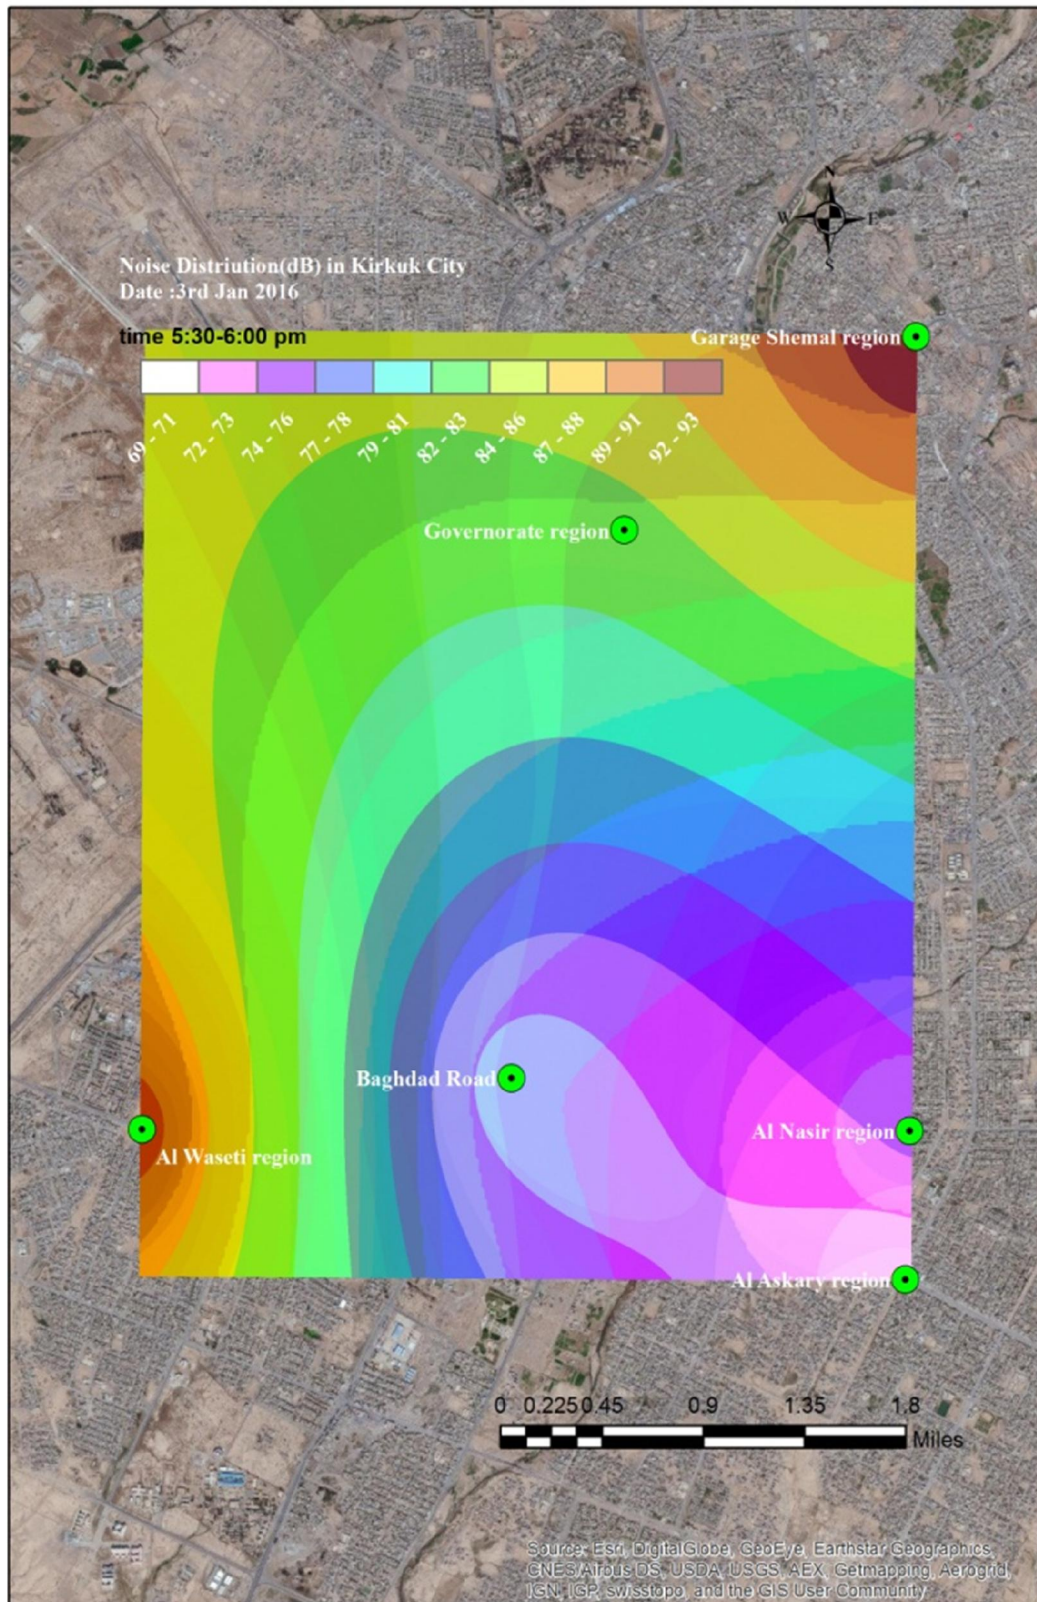 N
W E
S
Noise Distriution(dB) in Kirkuk City
Date :3rd Jan 2016
time 5:30-6:00 pm
Garage Shemal region
69 - 71
72 - 73
74 - 76
77 - 78
79 - 81
82 - 83
84 - 86
87 - 88
89 - 91
92 - 93
Governorate region
Baghdad Road
Al Nasir region
Al Waseti region
Al Askary region
0 0.225 0.45 0.9 1.35 1.8
Miles
Source: Esri, DigitalGlobe, GeoEye, Earthstar Geographics,
CNES/Airbus DS, USDA, USGS, AEX, Getmapping, Aerogrid,
IGN, IGP, swisstopo, and the GIS User Community